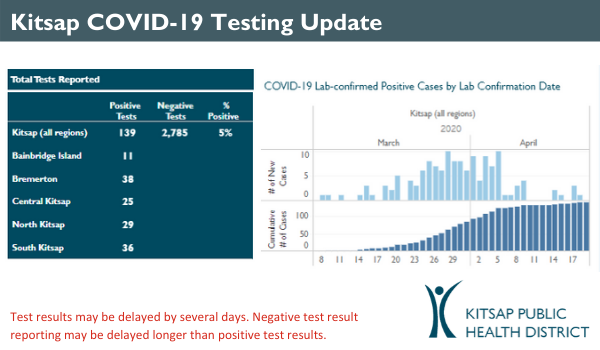 Kitsap COVID-19 Testing Update
Total Tests Reported
Positive Tests
Negative Tests
% Positive
Kitsap (all regions) 139 2,785 5%
Bainbridge Island 11
Bremerton 38
Central Kitsap 25
North Kitsap 29
South Kitsap 36
COVID-19 Lab-confirmed Positive Cases by Lab Confirmation Date
Kitsap (all regions)
2020
March April
# of New Cases
10
5
0
Cumulative # of Cases
100
50
0
8 11 14 17 20 23 26 29 2 5 8 11 14 17
Test results may be delayed by several days. Negative test result
reporting may be delayed longer than positive test results.
KITSAP PUBLIC
HEALTH DISTRICT